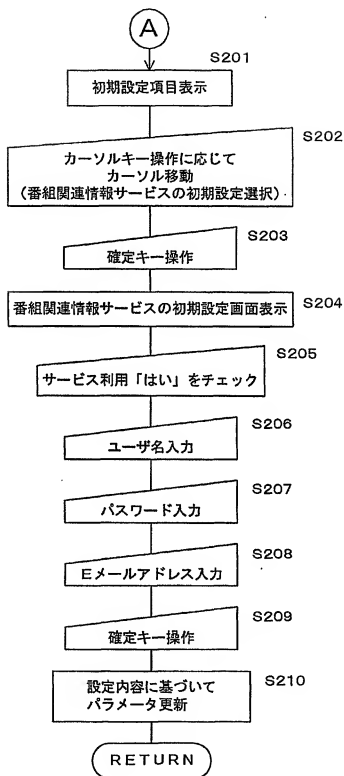 A
S201
初期設定項目表示
S202
カーソルキー操作に応じて
カーソル移動
(番組関連情報サービスの初期設定選択)
S203
確定キー操作
S204
番組関連情報サービスの初期設定画面表示
S205
サービス利用「はい」をチェック
S206
ユーザ名入力
S207
パスワード入力
S208
Eメールアドレス入力
S209
確定キー操作
S210
設定内容に基づいて
パラメータ更新
RETURN